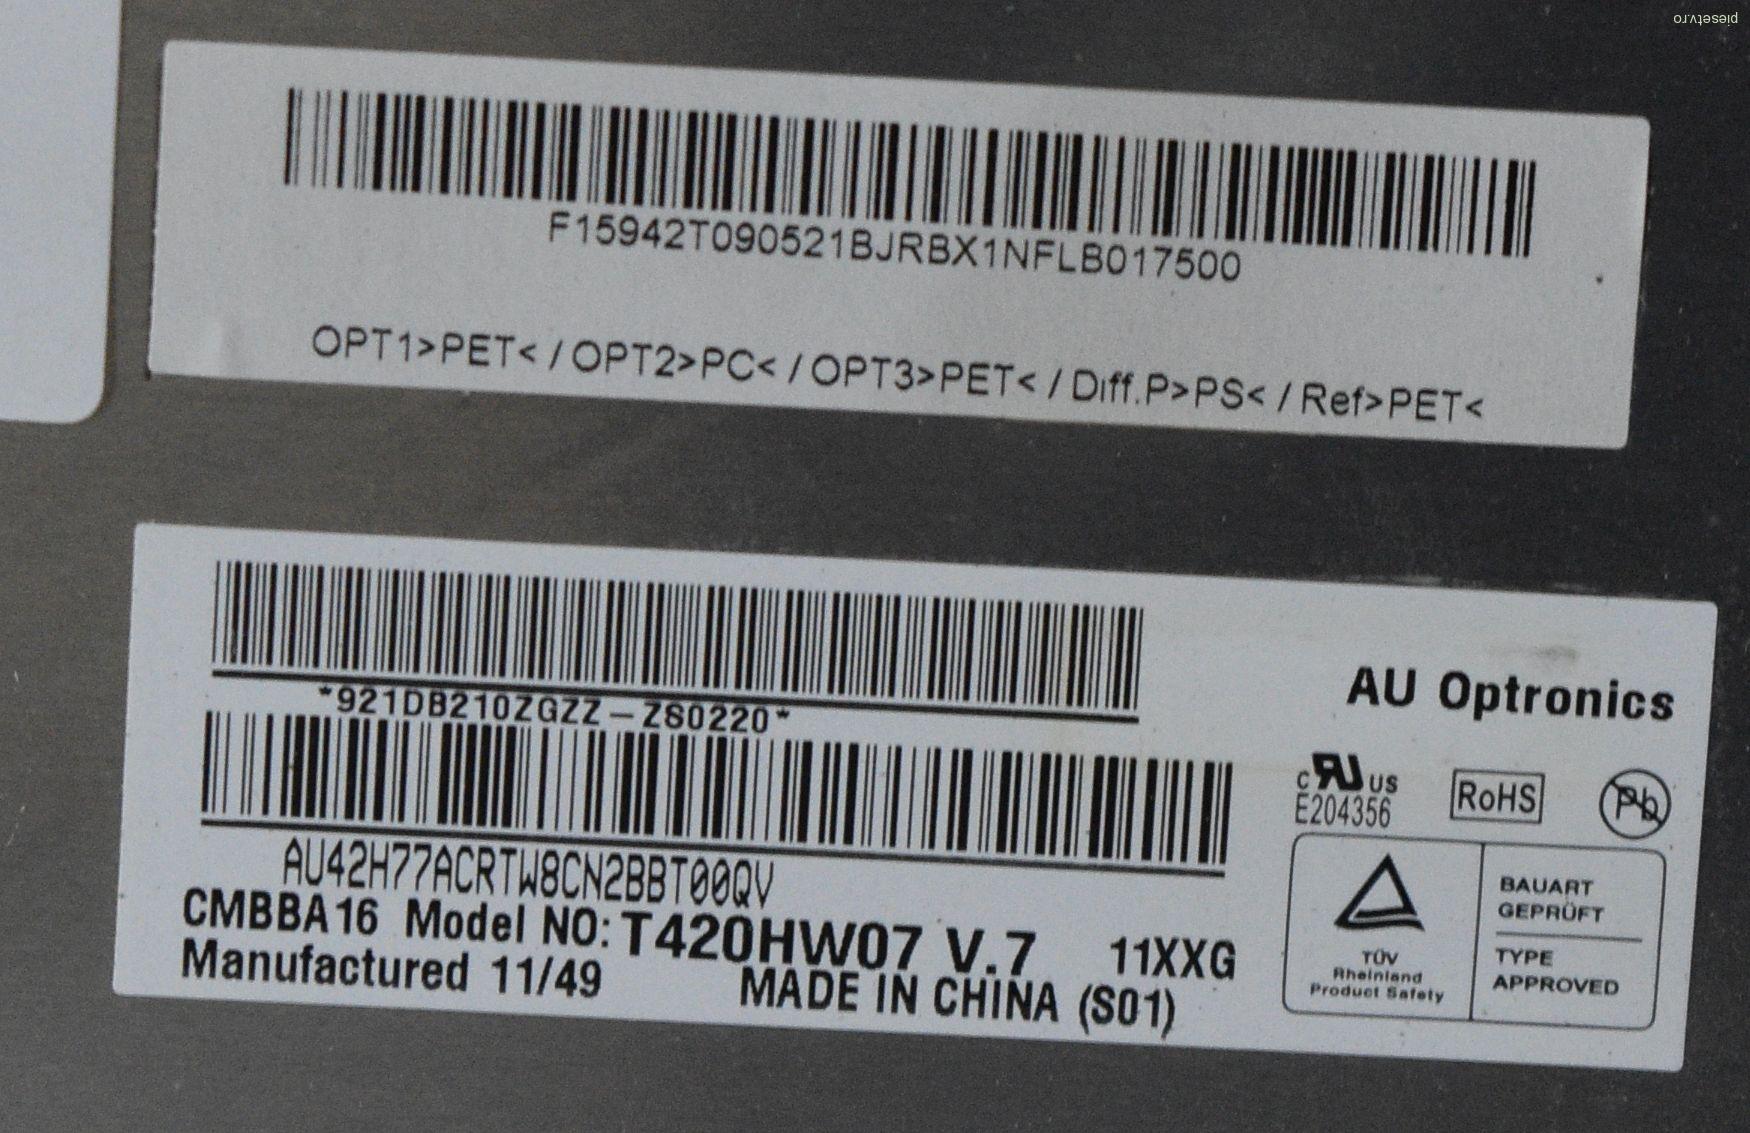 piesetv.ro
F15942T090521BJRBX1NFLB017500
OPT1>PET< / OPT2>PC< / OPT3>PET< / Diff.P>PS< / Ref>PET<
*921DB210ZGZZ-ZS0220*
AU Optronics
c RU US
E204356
RoHS
Pb
AU42H77ACRTW8CN2BBT00QV
CMBBA16 Model NO: T420HW07 V.7 11XXG
Manufactured 11/49 MADE IN CHINA (S01)
TÜV
Rheinland
Product Safety
BAUART
GEPRÜFT
TYPE
APPROVED